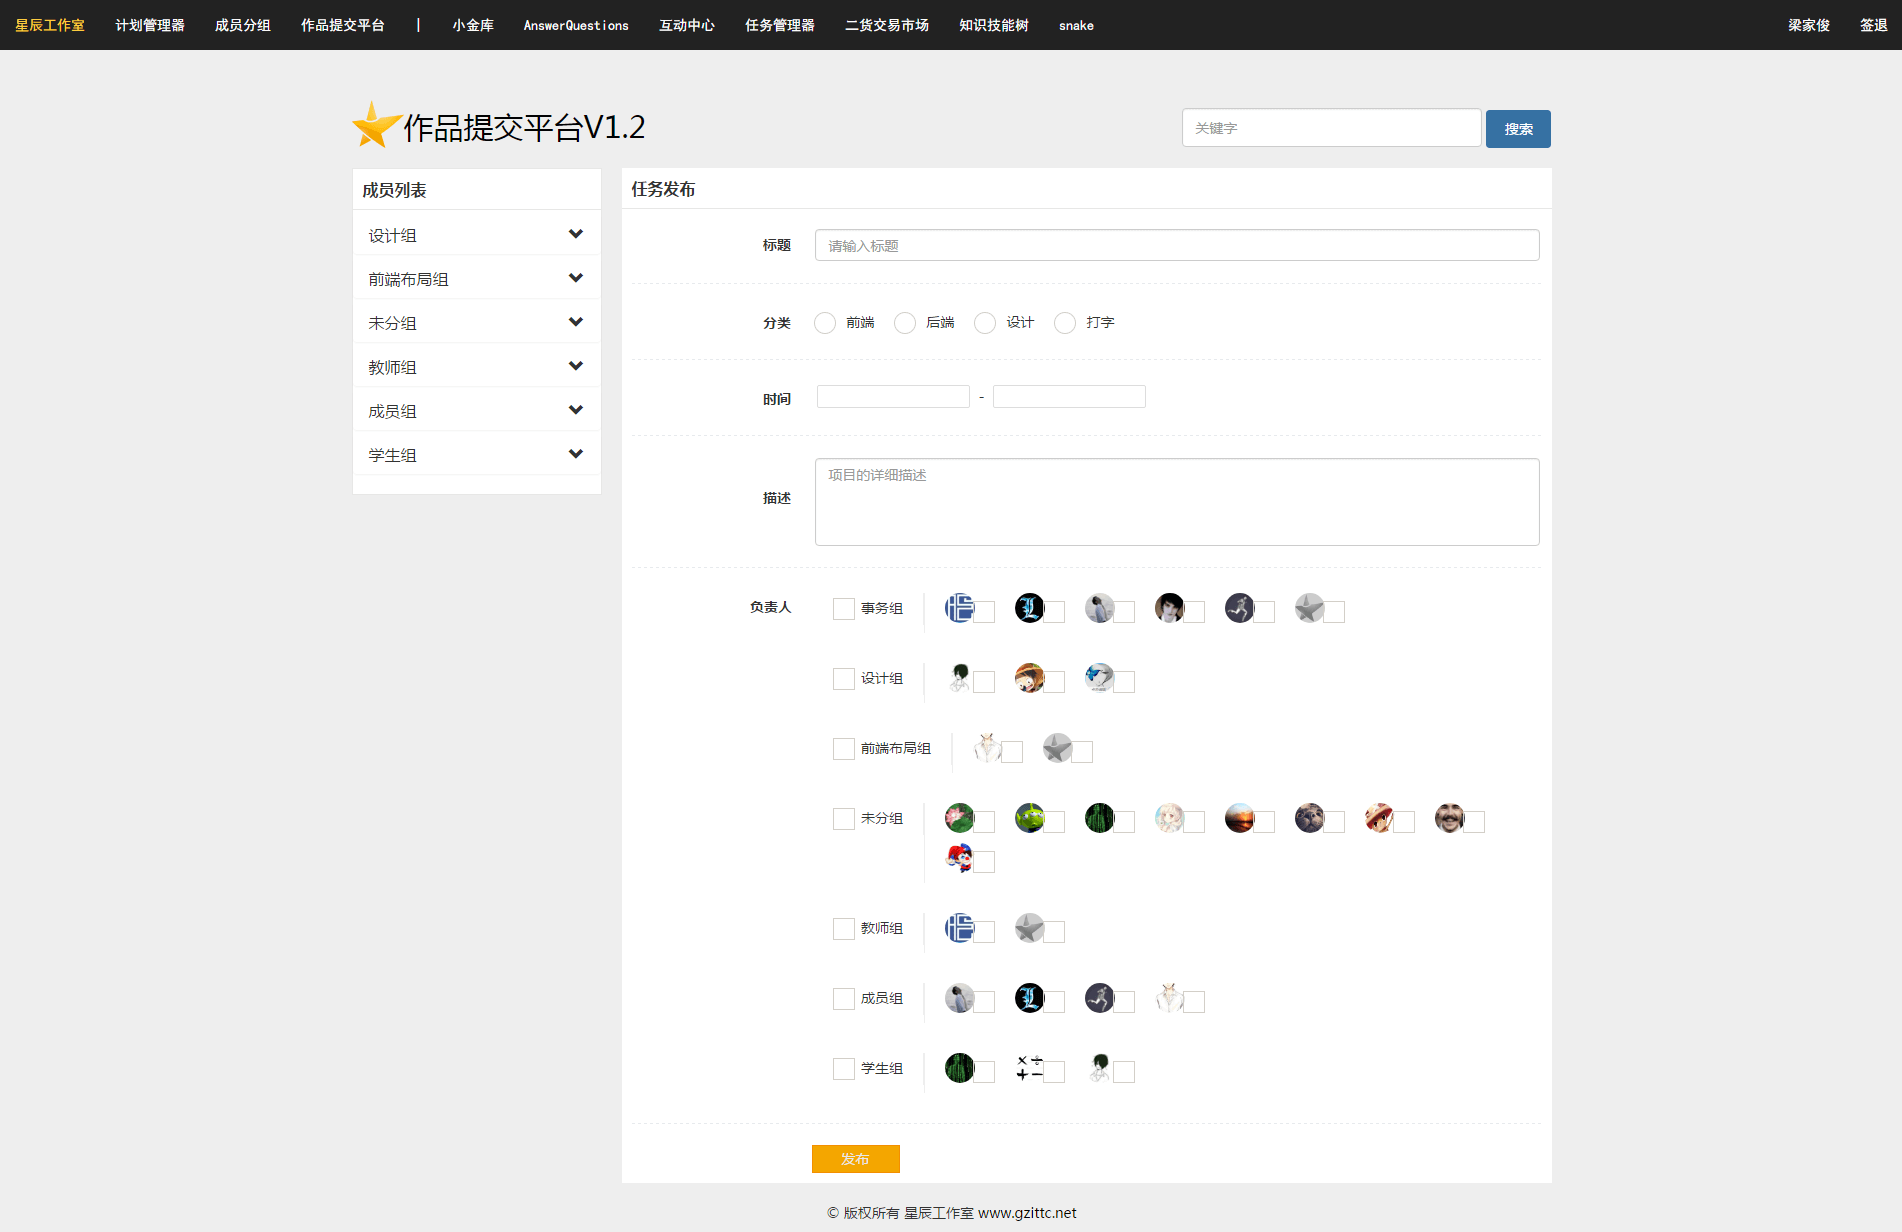 星辰工作室 计划管理器 成员分组 作品提交平台 | 小金库 AnswerQuestions 互动中心 任务管理器 二货交易市场 知识技能树 snake 梁家俊 签退
作品提交平台V1.2
关键字 搜索
成员列表
设计组
前端布局组
未分组
教师组
成员组
学生组
任务发布
标题 请输入标题
分类 前端 后端 设计 打字
时间 -
描述 项目的详细描述
负责人 事务组
设计组
前端布局组
未分组
教师组
成员组
学生组
发布
© 版权所有 星辰工作室 www.gzittc.net